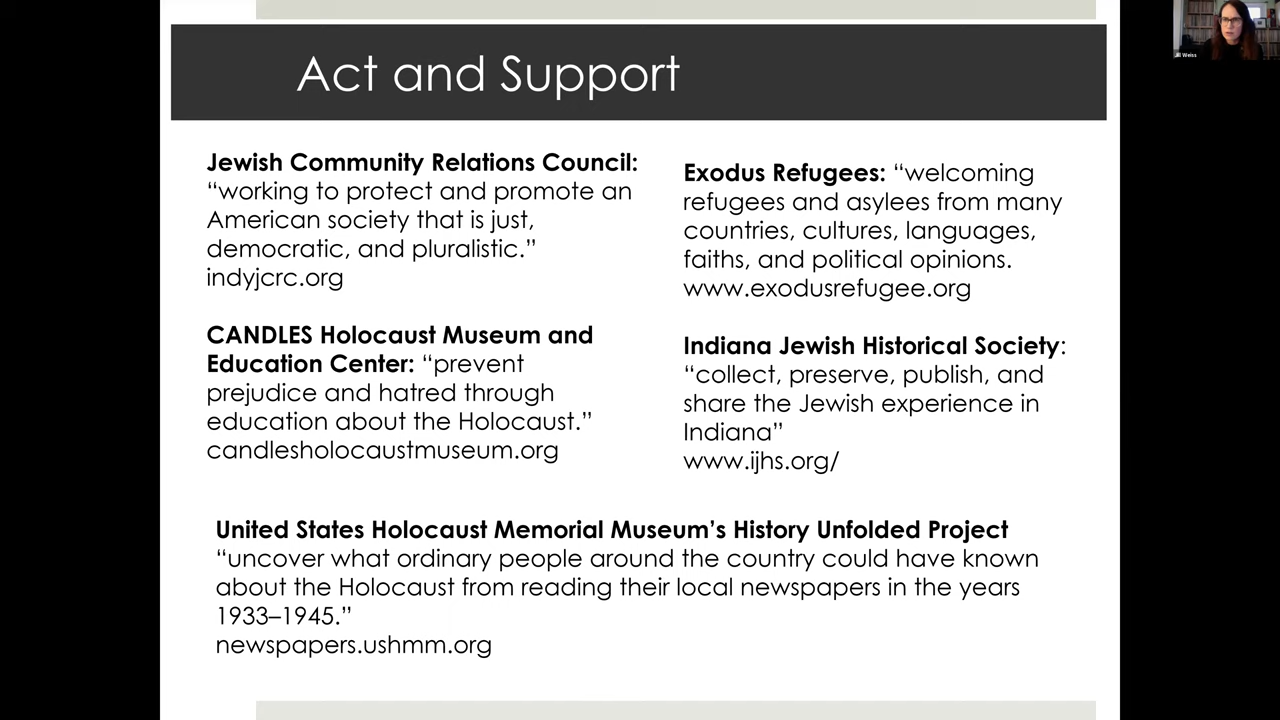 Act and Support
Jewish Community Relations Council:
“working to protect and promote an
American society that is just,
democratic, and pluralistic.”
indyjcrc.org
CANDLES Holocaust Museum and
Education Center: “prevent
prejudice and hatred through
education about the Holocaust.”
candlesholocaustmuseum.org
Exodus Refugees: “welcoming
refugees and asylees from many
countries, cultures, languages,
faiths, and political opinions.
www.exodusrefugee.org
Indiana Jewish Historical Society:
“collect, preserve, publish, and
share the Jewish experience in
Indiana”
www.ijhs.org/
United States Holocaust Memorial Museum’s History Unfolded Project
“uncover what ordinary people around the country could have known
about the Holocaust from reading their local newspapers in the years
1933–1945.”
newspapers.ushmm.org
Jill Weiss